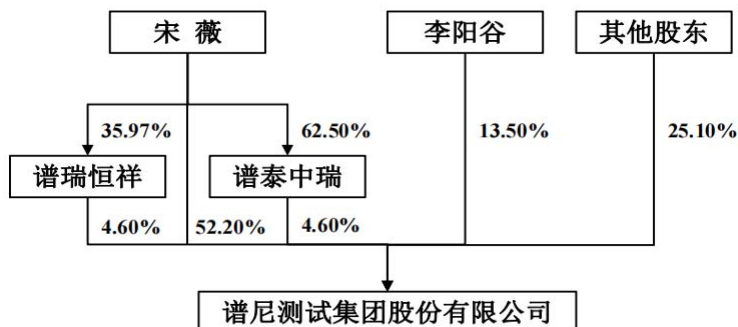 宋 薇
李阳谷
其他股东
35.97%
62.50%
13.50%
25.10%
谱瑞恒祥
谱泰中瑞
4.60%
52.20%
4.60%
谱尼测试集团股份有限公司